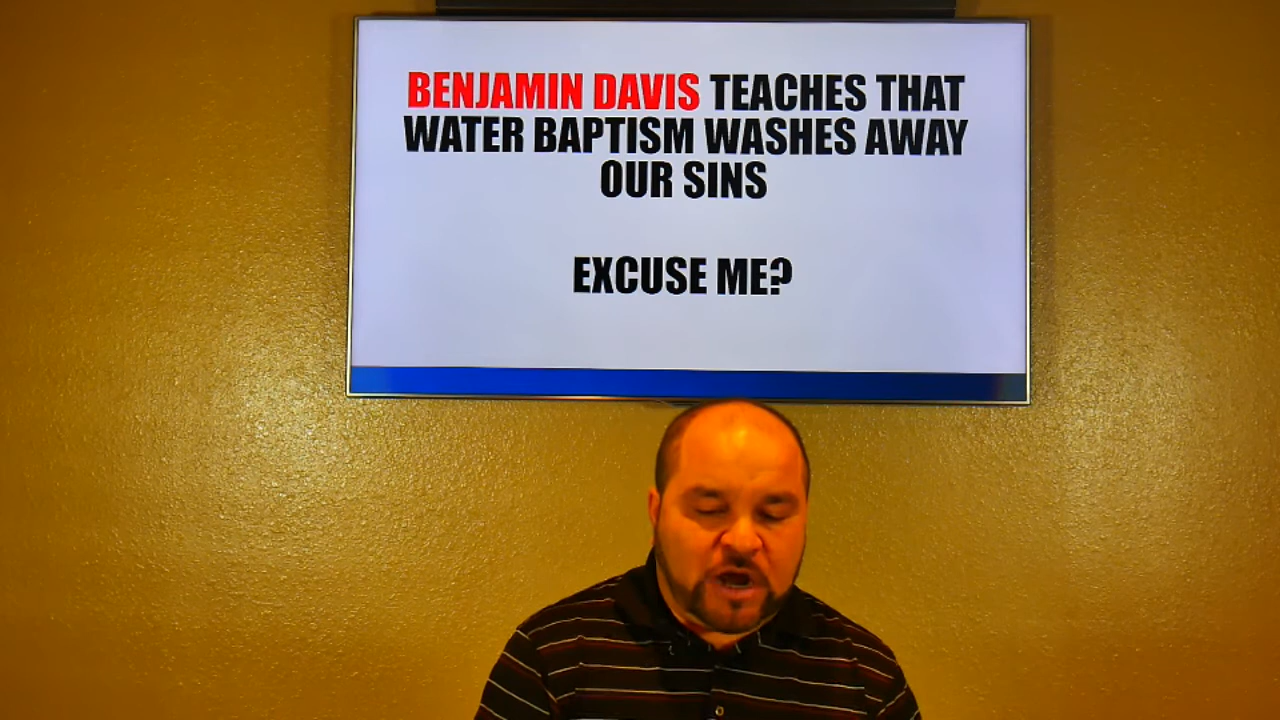 BENJAMIN DAVIS TEACHES THAT
WATER BAPTISM WASHES AWAY
OUR SINS
EXCUSE ME?